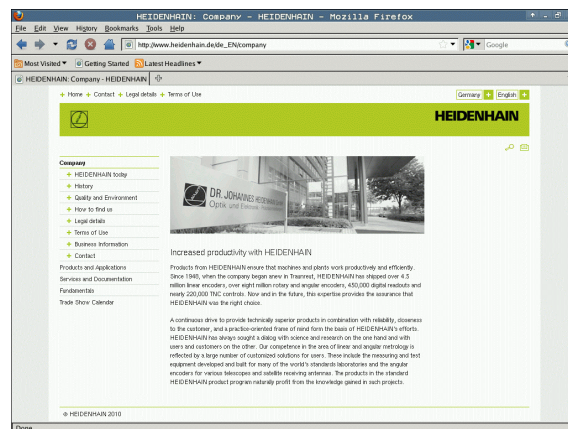 HEIDENHAIN: Company - HEIDENHAIN - Mozilla Firefox
File Edit View History Bookmarks Tools Help
http://www.heidenhain.de/de_EN/company
Google
Most Visited Getting Started Latest Headlines
HEIDENHAIN: Company - HEIDENHAIN
Home + Contact + Legal details + Terms of Use
Germany English
HEIDENHAIN
Company
HEIDENHAIN today
History
Quality and Environment
How to find us
Legal details
Terms of Use
Business Information
Contact
Products and Applications
Services and Documentation
Fundamentals
Trade Show Calendar
DR. JOHANNES HEIDENHAIN
Optik und Elektronik
Increased productivity with HEIDENHAIN
Products from HEIDENHAIN ensure that machines and plants work productively and efficiently.
Since 1948, when the company began anew in Traunreut, HEIDENHAIN has shipped over 4.3
million linear encoders, over eight million rotary and angular encoders, 450,000 digital readouts and
nearly 220,000 TNC controls. Now and in the future, this expertise provides the assurance that
HEIDENHAIN was the right choice.
A continuous drive to provide technically superior products in combination with reliability, closeness
to the customer, and a practice-oriented frame of mind form the basis of HEIDENHAIN's efforts.
HEIDENHAIN has always sought a dialog with science and research on the one hand and with
users and customers on the other. Our competence in the area of linear and angular metrology is
reflected by a large number of customized solutions for users. These include the measuring and test
equipment developed and built for many of the world's standards laboratories and the angular
encoders for various telescopes and satellite receiving antennas. The products in the standard
HEIDENHAIN product program naturally profit from the knowledge gained in such projects.
© HEIDENHAIN 2010
Done